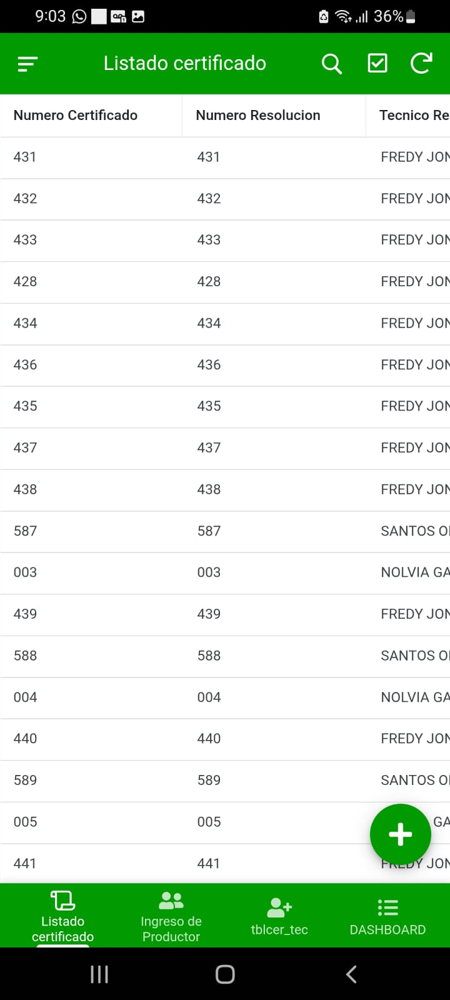 9:03 36%
Listado certificado
Numero Certificado Numero Resolucion Tecnico Re
431 431 FREDY JON
432 432 FREDY JON
433 433 FREDY JON
428 428 FREDY JON
434 434 FREDY JON
436 436 FREDY JON
435 435 FREDY JON
437 437 FREDY JON
438 438 FREDY JON
587 587 SANTOS
003 003 NOLVIA GA
439 439 FREDY JON
588 588 SANTOS
004 004 NOLVIA GA
440 440 FREDY JON
589 589 SANTOS
005 005 GA
441 441 FREDY JON
Listado
certificado
Ingreso de
Productor
tblcer_tec
DASHBOARD